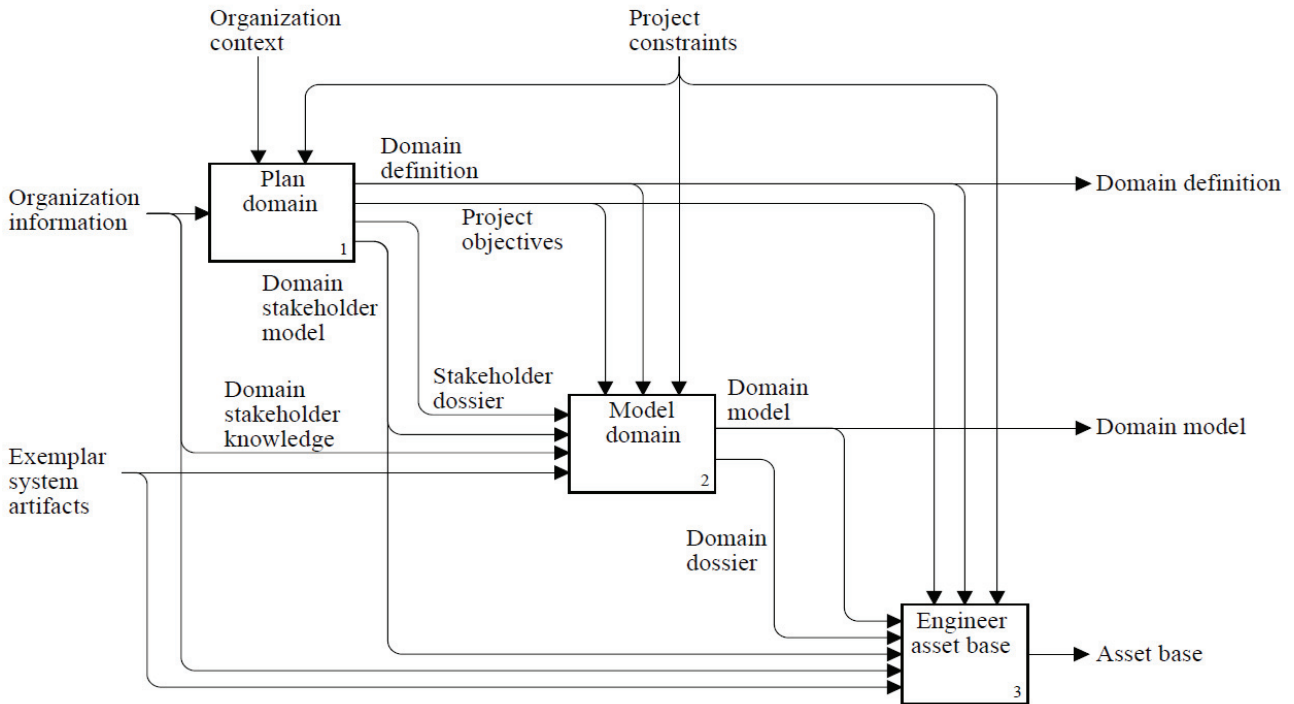 Organization
context
Project
constraints
Domain
definition
Plan
domain
1
Organization
information
Domain definition
Project
objectives
Domain
stakeholder
model
Stakeholder
dossier
Domain
stakeholder
knowledge
Model
domain
2
Domain
model
Domain model
Exemplar
system
artifacts
Domain
dossier
Engineer
asset base
3
Asset base